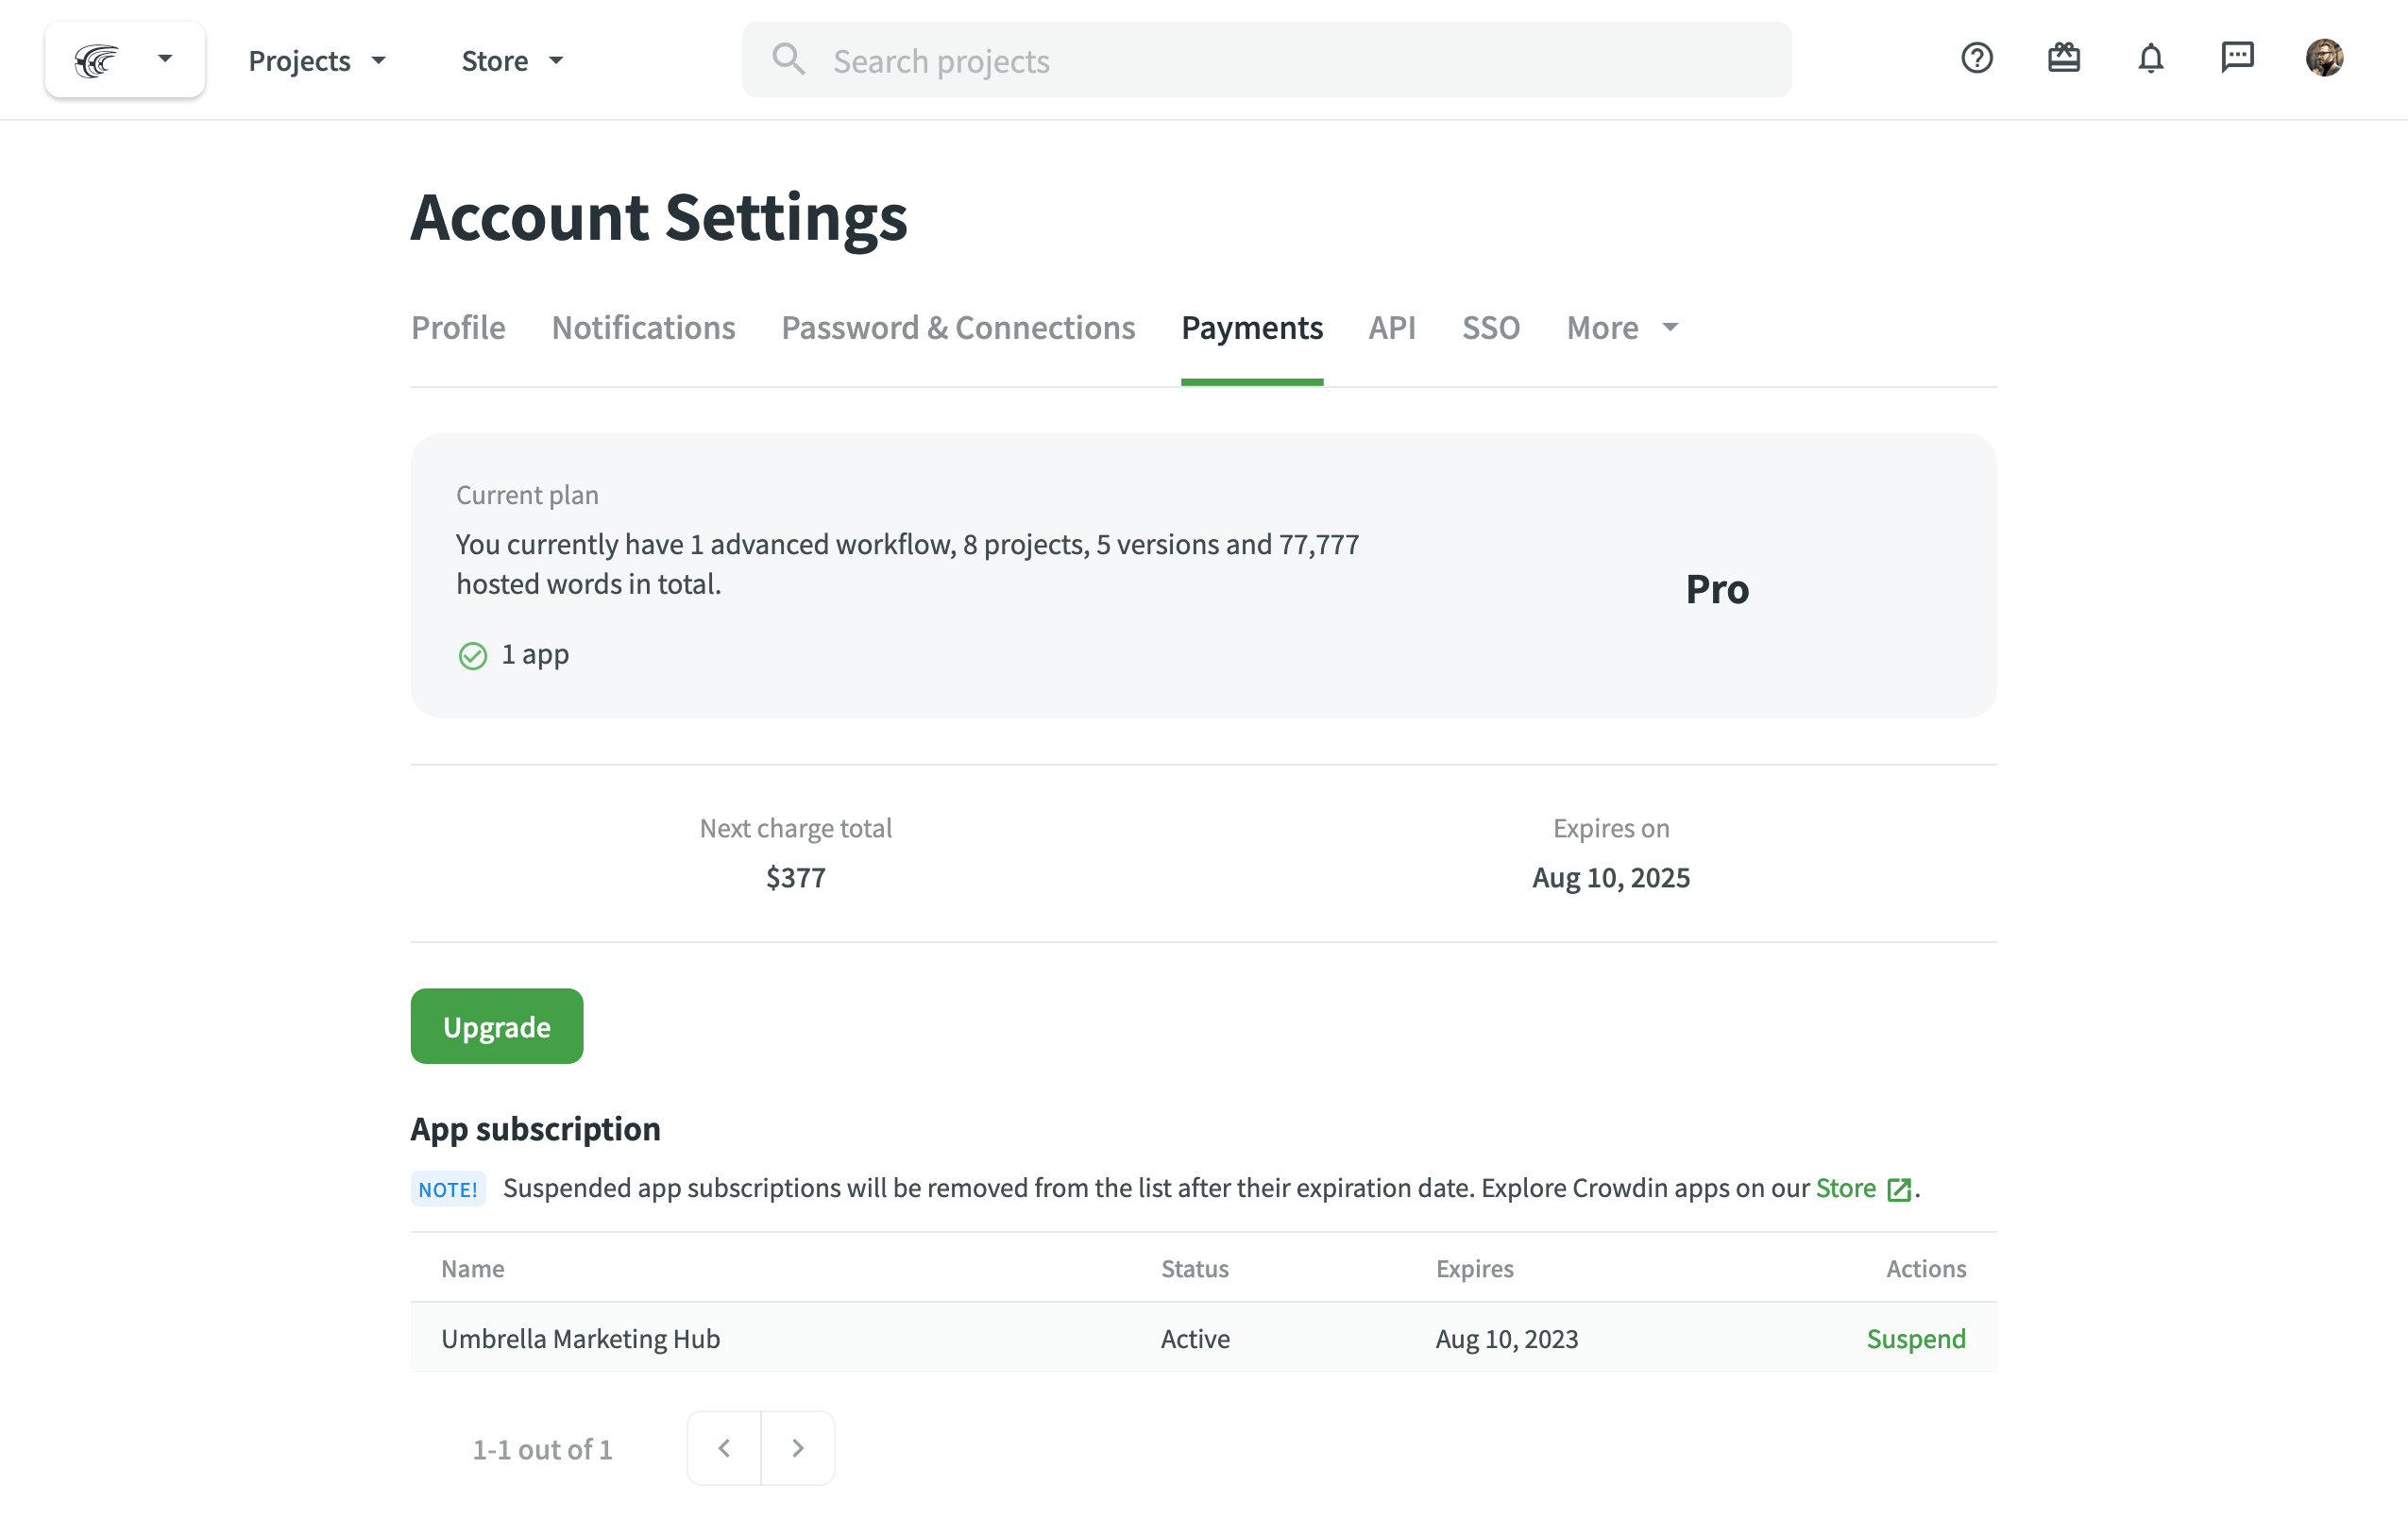 Projects
Store
Search projects
Account Settings
Profile
Notifications
Password & Connections
Payments
API
SSO
More
Current plan
You currently have 1 advanced workflow, 8 projects, 5 versions and 77,777
hosted words in total.
1 app
Pro
Next charge total
$377
Expires on
Aug 10, 2025
Upgrade
App subscription
NOTE! Suspended app subscriptions will be removed from the list after their expiration date. Explore Crowdin apps on our Store .
Name
Status
Expires
Actions
Umbrella Marketing Hub
Active
Aug 10, 2023
Suspend
1-1 out of 1